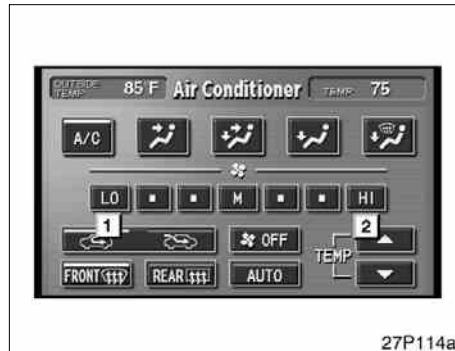 OUTSIDE TEMP 85°F Air Conditioner TEMP 75
A/C
LO M HI
1 2
OFF
TEMP
FRONT REAR AUTO
27P114a